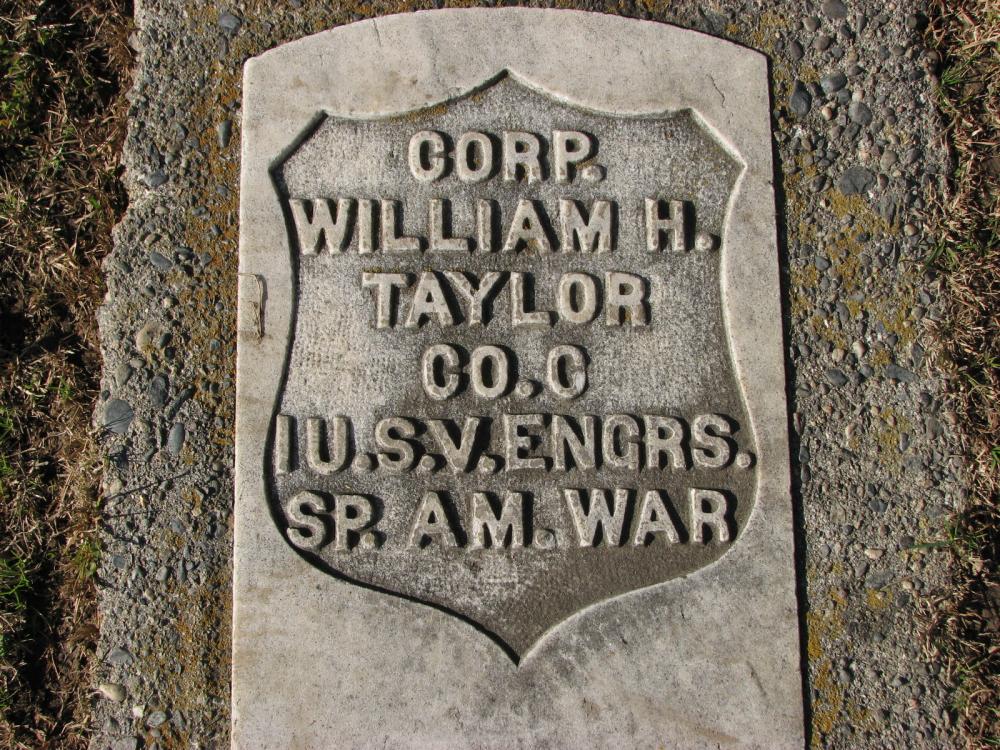 CORP.
WILLIAM H.
TAYLOR
CO. C
1 U.S.V. ENGRS.
SP. AM. WAR